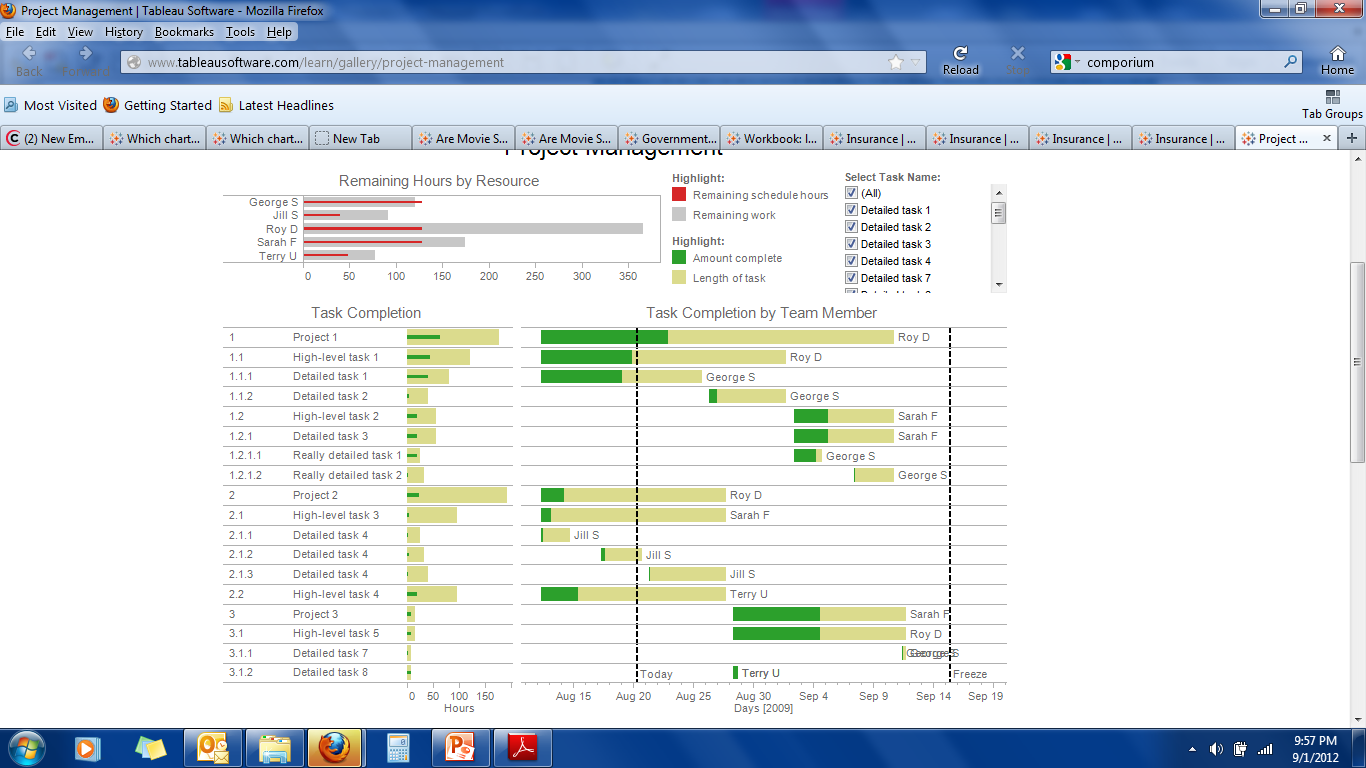 Project Management | Tableau Software - Mozilla Firefox
File Edit View History Bookmarks Tools Help
Back Forward www.tableausoftware.com/learn/gallery/project-management Reload Stop comporium Home
Most Visited Getting Started Latest Headlines
Tab Groups
(2) New Em... Which chart... Which chart... New Tab Are Movie S... Are Movie S... Government... Workbook: I... Insurance | ... Insurance | ... Insurance | ... Insurance | ... Project ...
Project Management
Remaining Hours by Resource
George S
Jill S
Roy D
Sarah F
Terry U
0 50 100 150 200 250 300 350
Highlight:
Remaining schedule hours
Remaining work
Highlight:
Amount complete
Length of task
Select Task Name:
(All)
Detailed task 1
Detailed task 2
Detailed task 3
Detailed task 4
Detailed task 7
Task Completion Task Completion by Team Member
1 Project 1 Roy D
1.1 High-level task 1 Roy D
1.1.1 Detailed task 1 George S
1.1.2 Detailed task 2 George S
1.2 High-level task 2 Sarah F
1.2.1 Detailed task 3 Sarah F
1.2.1.1 Really detailed task 1 George S
1.2.1.2 Really detailed task 2 George S
2 Project 2 Roy D
2.1 High-level task 3 Sarah F
2.1.1 Detailed task 4 Jill S
2.1.2 Detailed task 4 Jill S
2.1.3 Detailed task 4 Jill S
2.2 High-level task 4 Terry U
3 Project 3 Sarah F
3.1 High-level task 5 Roy D
3.1.1 Detailed task 7 George S
3.1.2 Detailed task 8 Terry U
Today Freeze
0 50 100 150 Aug 15 Aug 20 Aug 25 Aug 30 Sep 4 Sep 9 Sep 14 Sep 19
Hours Days [2009]
9:57 PM
9/1/2012